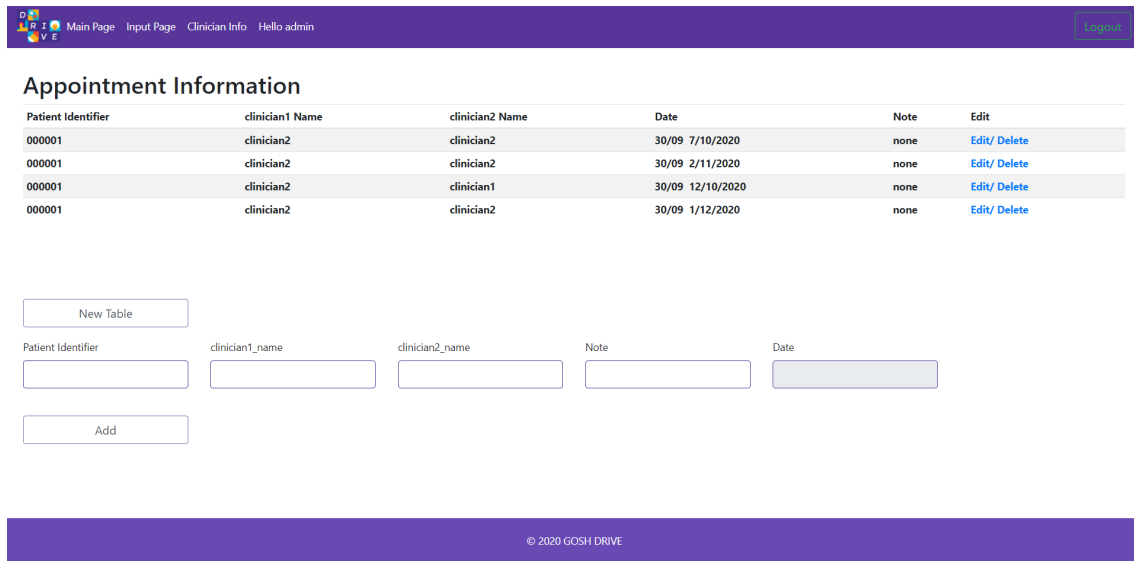 D
R I
V E
Main Page Input Page Clinician Info Hello admin Logout
Appointment Information
Patient Identifier clinician1 Name clinician2 Name Date Note Edit
000001 clinician2 clinician2 30/09 7/10/2020 none Edit/ Delete
000001 clinician2 clinician2 30/09 2/11/2020 none Edit/ Delete
000001 clinician2 clinician1 30/09 12/10/2020 none Edit/ Delete
000001 clinician2 clinician2 30/09 1/12/2020 none Edit/ Delete
New Table
Patient Identifier clinician1_name clinician2_name Note Date
Add
© 2020 GOSH DRIVE